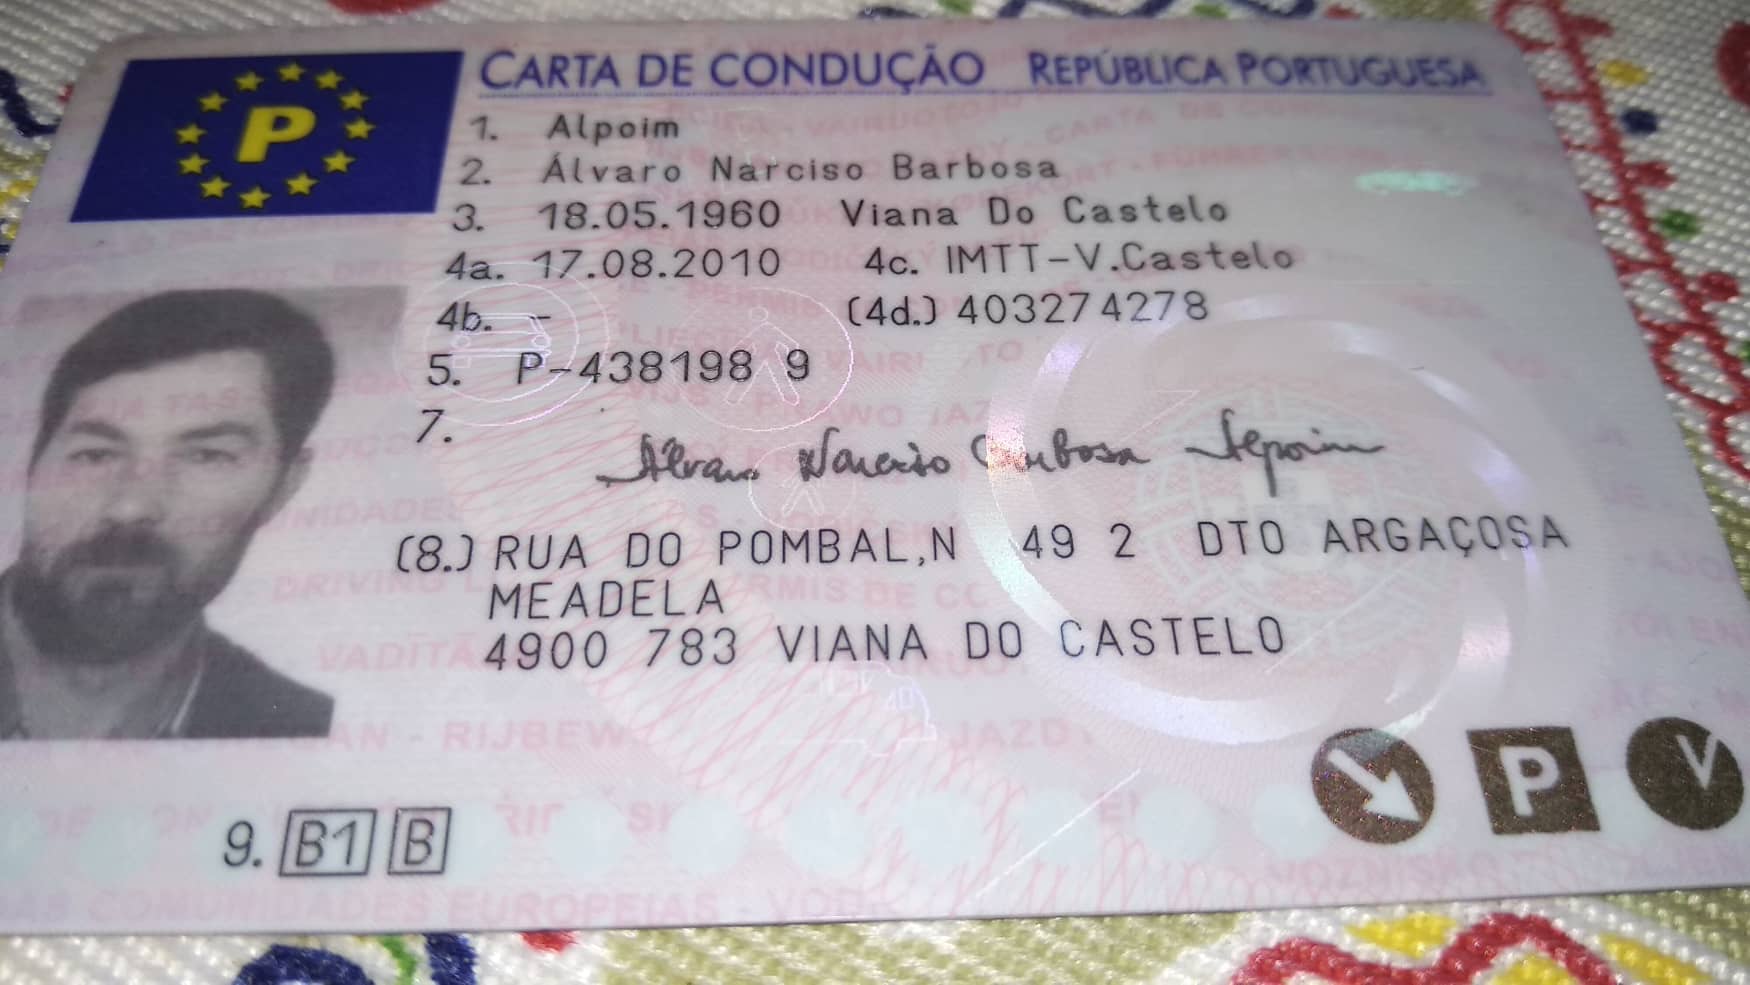 P
CARTA DE CONDUÇÃO REPÚBLICA PORTUGUESA
1. Alpoim
2. Álvaro Narciso Barbosa
3. 18.05.1960 Viana Do Castelo
4a. 17.08.2010 4c. IMTT-V.Castelo
4b. - (4d.) 403274278
5. P-438198 9
7. Álvaro Narciso Barbosa Alpoim
(8.) RUA DO POMBAL,N 49 2 DTO ARGAÇOSA
MEADELA
4900 783 VIANA DO CASTELO
P V
9. B1 B